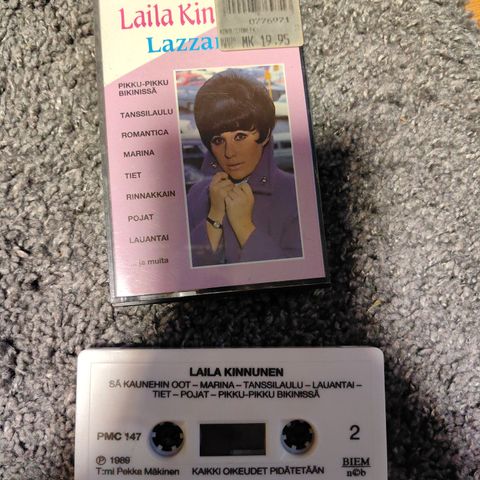 Laila Kin
0776971
MK 19.95
Lazza
PIKKU-PIKKU
BIKINISSÄ
TANSSILAULU
ROMANTICA
MARINA
TIET
RINNAKKAIN
POJAT
LAUANTAI
ja muita
LAILA KINNUNEN
SÄ KAUNEHIN OOT – MARINA – TANSSILAULU – LAUANTAI –
TIET – POJAT – PIKKU-PIKKU BIKINISSÄ
PMC 147
2
℗ 1989
T:mi Pekka Mäkinen
KAIKKI OIKEUDET PIDÄTETÄÄN
BIEM
n©b